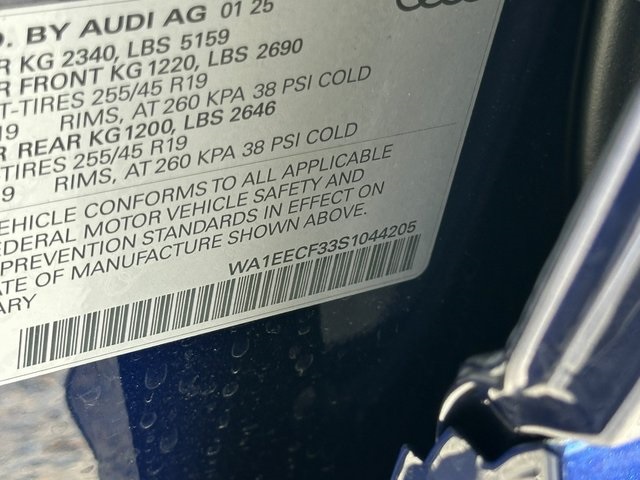 D. BY AUDI AG 01 25
R KG 2340, LBS 5159
R FRONT KG 1220, LBS 2690
T-TIRES 255/45 R19
19 RIMS, AT 260 KPA 38 PSI COLD
R REAR KG 1200, LBS 2646
-TIRES 255/45 R19
9 RIMS, AT 260 KPA 38 PSI COLD
EHICLE CONFORMS TO ALL APPLICABLE
EDERAL MOTOR VEHICLE SAFETY AND
PREVENTION STANDARDS IN EFFECT ON
ATE OF MANUFACTURE SHOWN ABOVE.
WA1EECF33S1044205
ARY